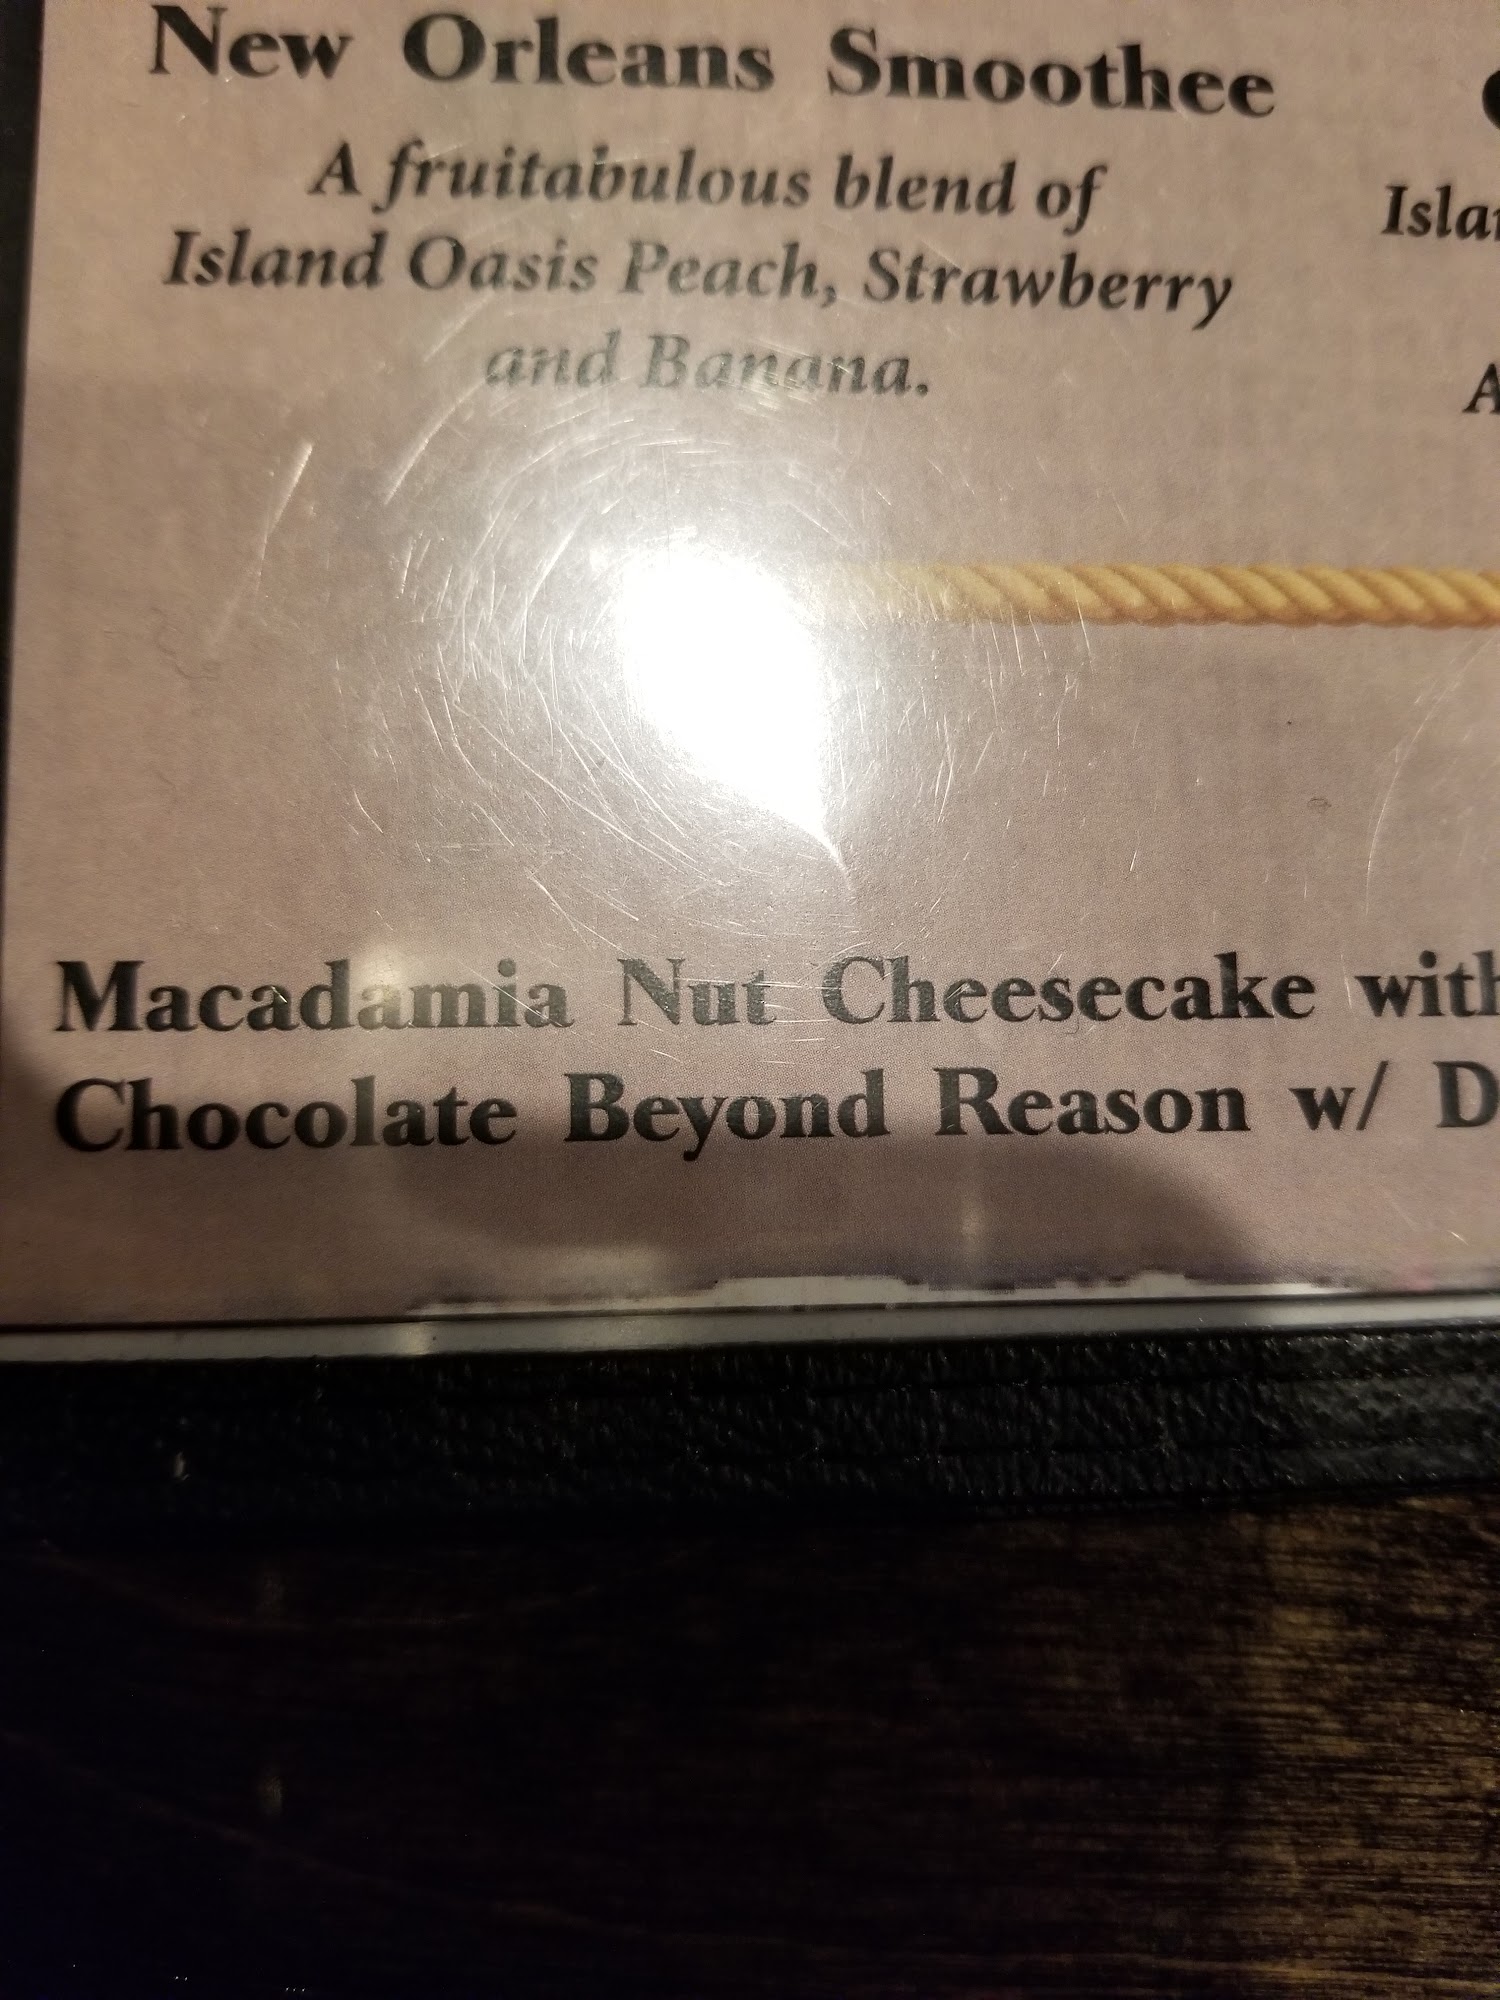 New Orleans Smoothee
A fruitabulous blend of
Island Oasis Peach, Strawberry
and Banana.
Macadamia Nut Cheesecake with
Chocolate Beyond Reason w/ D